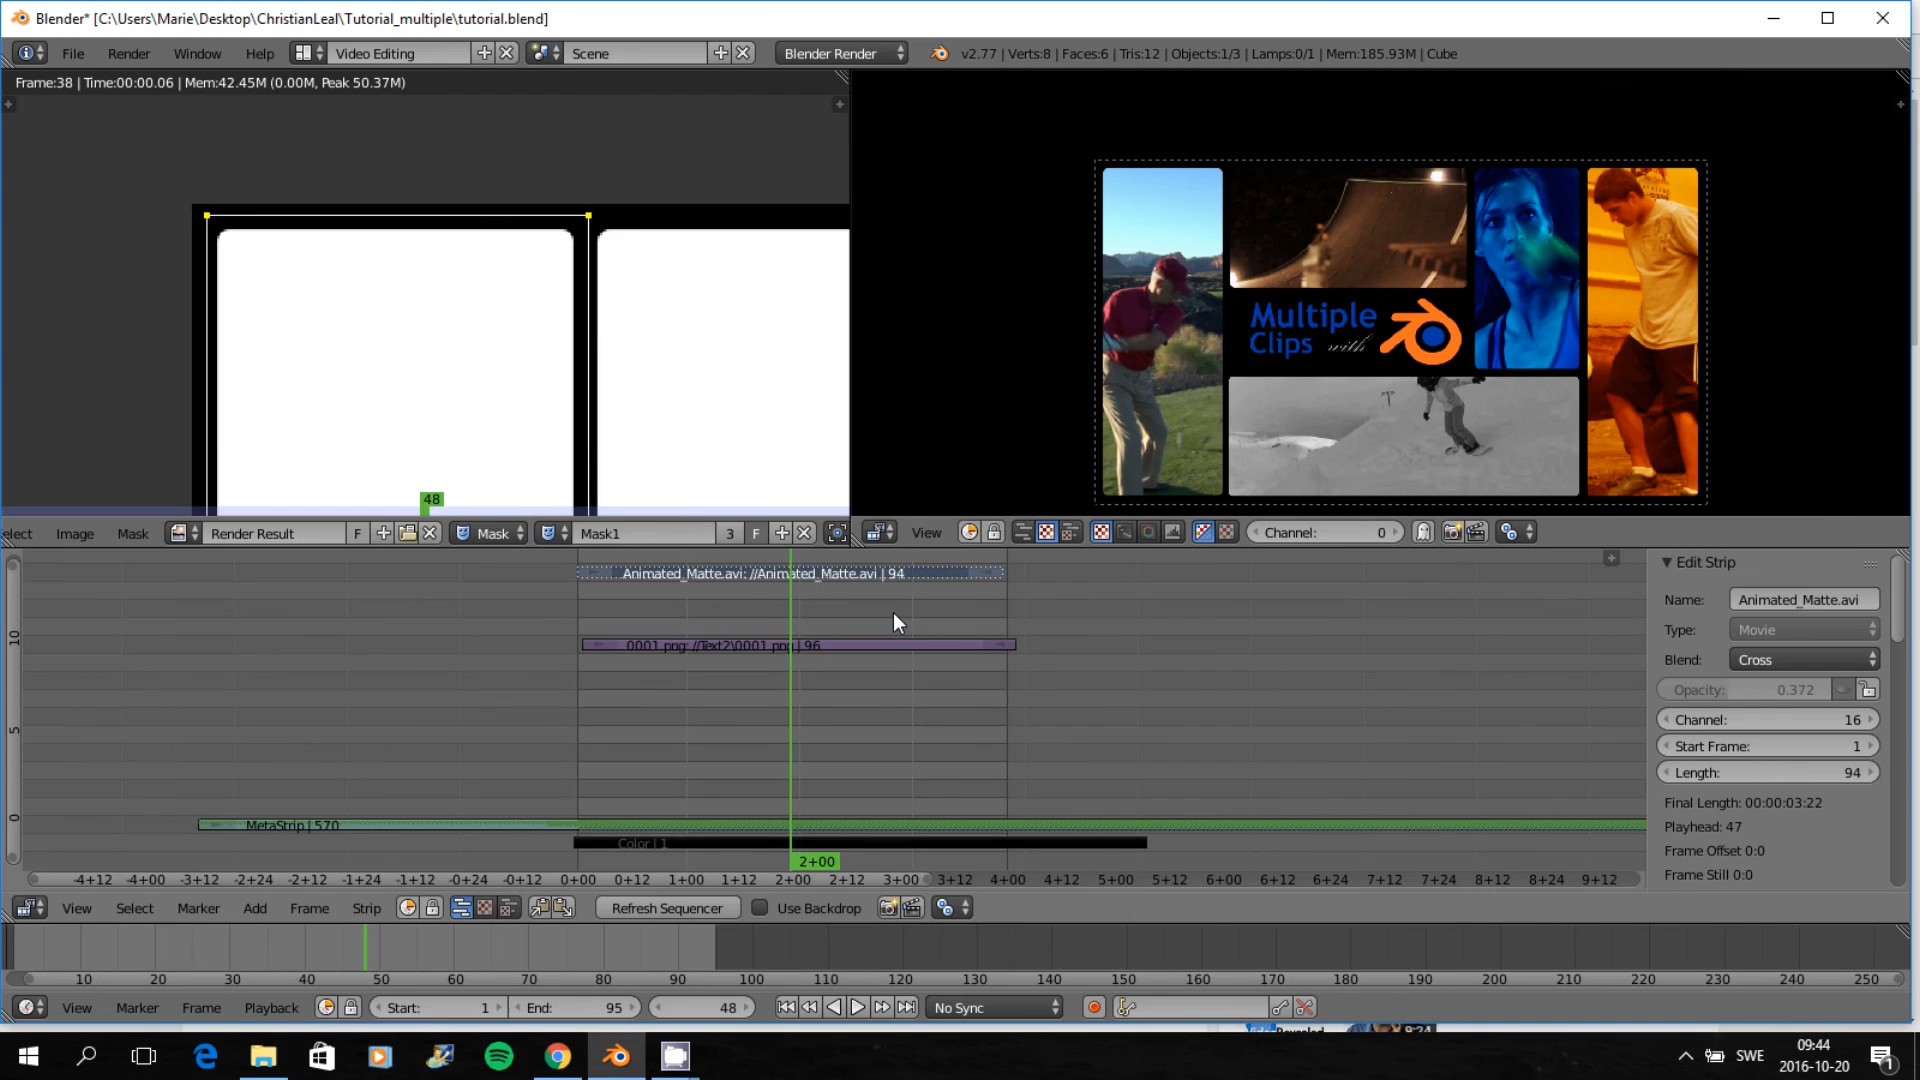 Blender* [C:\Users\Marie\Desktop\ChristianLeal\Tutorial_multiple\tutorial.blend]
File Render Window Help Video Editing Scene Blender Render v2.77 | Verts:8 | Faces:6 | Tris:12 | Objects:1/3 | Lamps:0/1 | Mem:185.93M | Cube
Frame:38 | Time:00:00.06 | Mem:42.45M (0.00M, Peak 50.37M)
Multiple
Clips with
48
elect Image Mask Render Result F Mask Mask1 3 F View Channel: 0
Animated_Matte.avi: //Animated_Matte.avi | 94
0001.png: //Text2\0001.png | 96
MetaStrip | 570
Color | 1
2+00
10
5
0
-4+12 -4+00 -3+12 -2+24 -2+12 -1+24 -1+12 -0+24 -0+12 0+00 0+12 1+00 1+12 2+00 2+12 3+00 3+12 4+00 4+12 5+00 5+12 6+00 6+12 7+00 7+12 7+24 8+12 8+24 9+12
Edit Strip
Name: Animated_Matte.avi
Type: Movie
Blend: Cross
Opacity: 0.372
Channel: 16
Start Frame: 1
Length: 94
Final Length: 00:00:03:22
Playhead: 47
Frame Offset 0:0
Frame Still 0:0
View Select Marker Add Frame Strip Refresh Sequencer Use Backdrop
10 20 30 40 50 60 70 80 90 100 110 120 130 140 150 160 170 180 190 200 210 220 230 240 250
View Marker Frame Playback Start: 1 End: 95 48 No Sync
SWE 09:44
2016-10-20
1